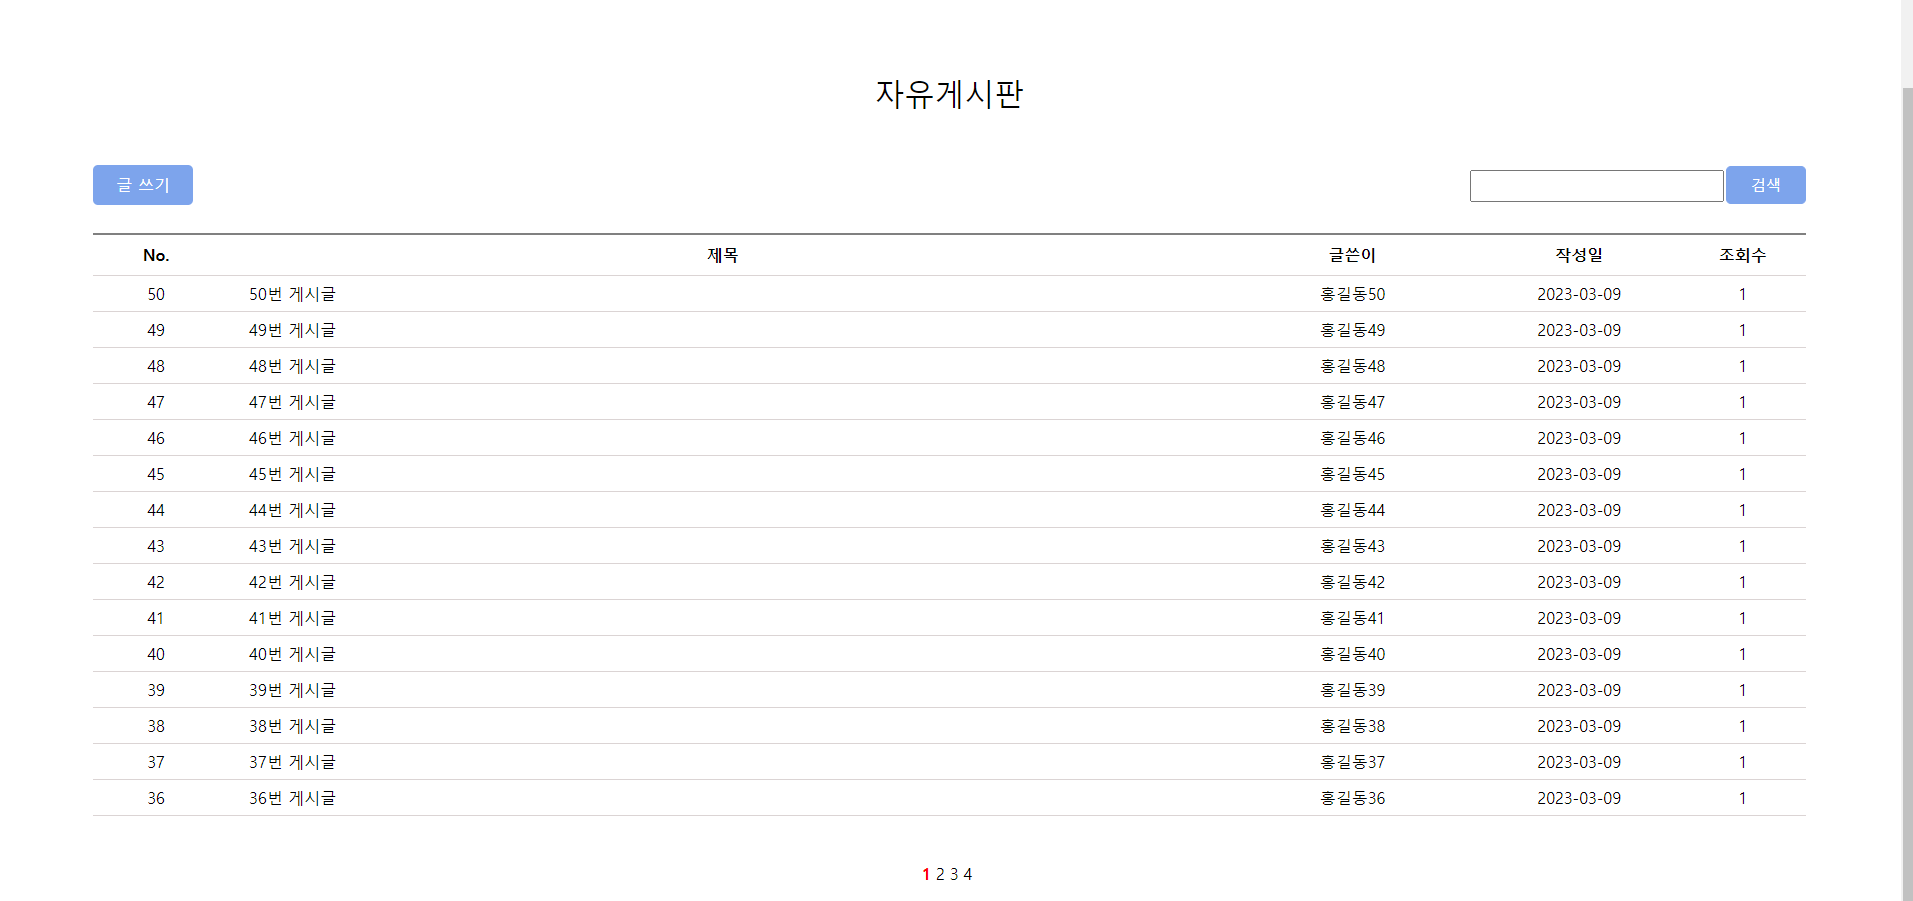 자유게시판
글 쓰기 검색
No. 제목 글쓴이 작성일 조회수
50 50번 게시글 홍길동50 2023-03-09 1
49 49번 게시글 홍길동49 2023-03-09 1
48 48번 게시글 홍길동48 2023-03-09 1
47 47번 게시글 홍길동47 2023-03-09 1
46 46번 게시글 홍길동46 2023-03-09 1
45 45번 게시글 홍길동45 2023-03-09 1
44 44번 게시글 홍길동44 2023-03-09 1
43 43번 게시글 홍길동43 2023-03-09 1
42 42번 게시글 홍길동42 2023-03-09 1
41 41번 게시글 홍길동41 2023-03-09 1
40 40번 게시글 홍길동40 2023-03-09 1
39 39번 게시글 홍길동39 2023-03-09 1
38 38번 게시글 홍길동38 2023-03-09 1
37 37번 게시글 홍길동37 2023-03-09 1
36 36번 게시글 홍길동36 2023-03-09 1
1 2 3 4